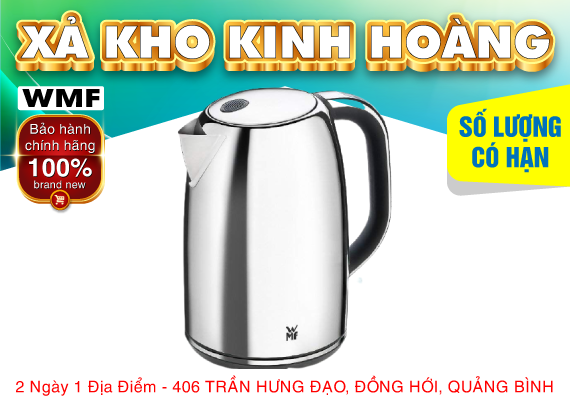 XẢ KHO KINH HOÀNG
WMF
Bảo hành
chính hãng
100%
brand new
SỐ LƯỢNG
CÓ HẠN
WMF
2 Ngày 1 Địa Điểm - 406 TRẦN HƯNG ĐẠO, ĐỒNG HỚI, QUẢNG BÌNH